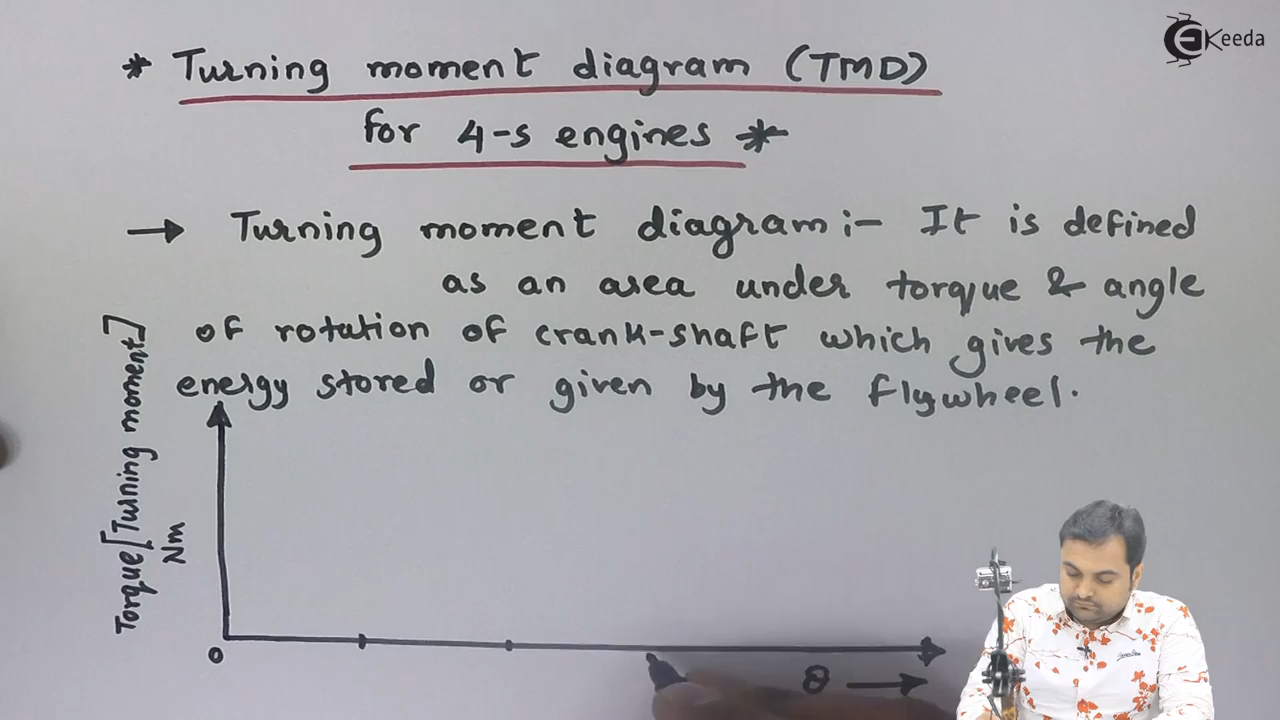 EKeeda
* Turning moment diagram (TMD)
for 4-s engines *
→ Turning moment diagram :- It is defined
as an area under torque & angle
of rotation of crank-shaft which gives the
energy stored or given by the flywheel.
Torque [Turning moment]
Nm
0
θ →